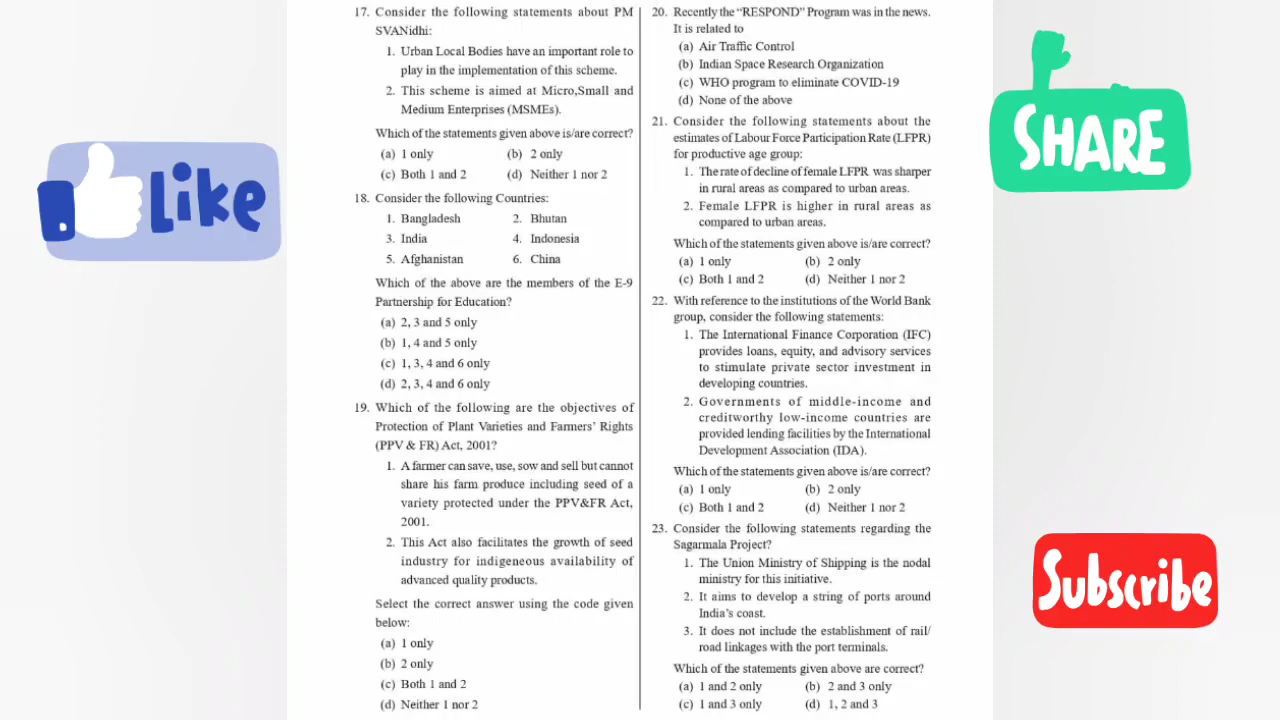 Like
17. Consider the following statements about PM
SVANidhi:
1. Urban Local Bodies have an important role to
play in the implementation of this scheme.
2. This scheme is aimed at Micro,Small and
Medium Enterprises (MSMEs).
Which of the statements given above is/are correct?
(a) 1 only (b) 2 only
(c) Both 1 and 2 (d) Neither 1 nor 2
18. Consider the following Countries:
1. Bangladesh 2. Bhutan
3. India 4. Indonesia
5. Afghanistan 6. China
Which of the above are the members of the E-9
Partnership for Education?
(a) 2, 3 and 5 only
(b) 1, 4 and 5 only
(c) 1, 3, 4 and 6 only
(d) 2, 3, 4 and 6 only
19. Which of the following are the objectives of
Protection of Plant Varieties and Farmers' Rights
(PPV & FR) Act, 2001?
1. A farmer can save, use, sow and sell but cannot
share his farm produce including seed of a
variety protected under the PPV&FR Act,
2001.
2. This Act also facilitates the growth of seed
industry for indigeneous availability of
advanced quality products.
Select the correct answer using the code given
below:
(a) 1 only
(b) 2 only
(c) Both 1 and 2
(d) Neither 1 nor 2
20. Recently the "RESPOND" Program was in the news.
It is related to
(a) Air Traffic Control
(b) Indian Space Research Organization
(c) WHO program to eliminate COVID-19
(d) None of the above
21. Consider the following statements about the
estimates of Labour Force Participation Rate (LFPR)
for productive age group:
1. The rate of decline of female LFPR was sharper
in rural areas as compared to urban areas.
2. Female LFPR is higher in rural areas as
compared to urban areas.
Which of the statements given above is/are correct?
(a) 1 only (b) 2 only
(c) Both 1 and 2 (d) Neither 1 nor 2
22. With reference to the institutions of the World Bank
group, consider the following statements:
1. The International Finance Corporation (IFC)
provides loans, equity, and advisory services
to stimulate private sector investment in
developing countries.
2. Governments of middle-income and
creditworthy low-income countries are
provided lending facilities by the International
Development Association (IDA).
Which of the statements given above is/are correct?
(a) 1 only (b) 2 only
(c) Both 1 and 2 (d) Neither 1 nor 2
23. Consider the following statements regarding the
Sagarmala Project?
1. The Union Ministry of Shipping is the nodal
ministry for this initiative.
2. It aims to develop a string of ports around
India's coast.
3. It does not include the establishment of rail/
road linkages with the port terminals.
Which of the statements given above are correct?
(a) 1 and 2 only (b) 2 and 3 only
(c) 1 and 3 only (d) 1, 2 and 3
SHARE
Subscribe